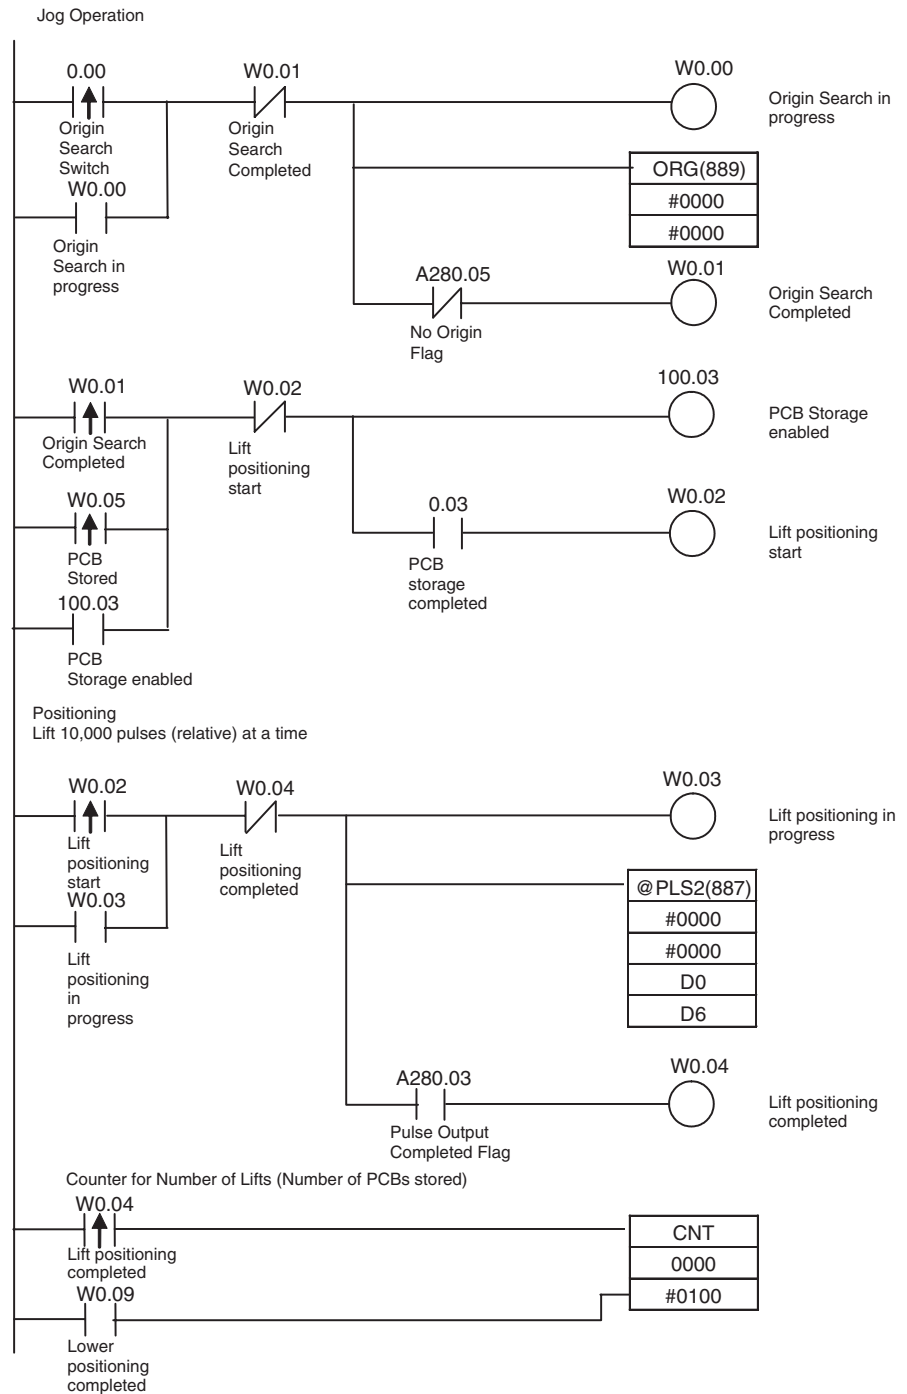 Jog Operation
0.00
W0.01
W0.00
Origin Search in
progress
Origin
Search
Switch
Origin
Search
Completed
ORG(889)
#0000
#0000
W0.00
Origin
Search in
progress
A280.05
No Origin
Flag
W0.01
Origin Search
Completed
W0.01
Origin Search
Completed
W0.02
Lift
positioning
start
100.03
PCB Storage
enabled
W0.05
PCB
Stored
0.03
PCB
storage
completed
W0.02
Lift positioning
start
100.03
PCB
Storage enabled
Positioning
Lift 10,000 pulses (relative) at a time
W0.02
Lift
positioning
start
W0.04
Lift
positioning
completed
W0.03
Lift positioning in
progress
W0.03
Lift
positioning
in
progress
@PLS2(887)
#0000
#0000
D0
D6
A280.03
Pulse Output
Completed Flag
W0.04
Lift positioning
completed
Counter for Number of Lifts (Number of PCBs stored)
W0.04
Lift positioning
completed
CNT
0000
#0100
W0.09
Lower
positioning
completed